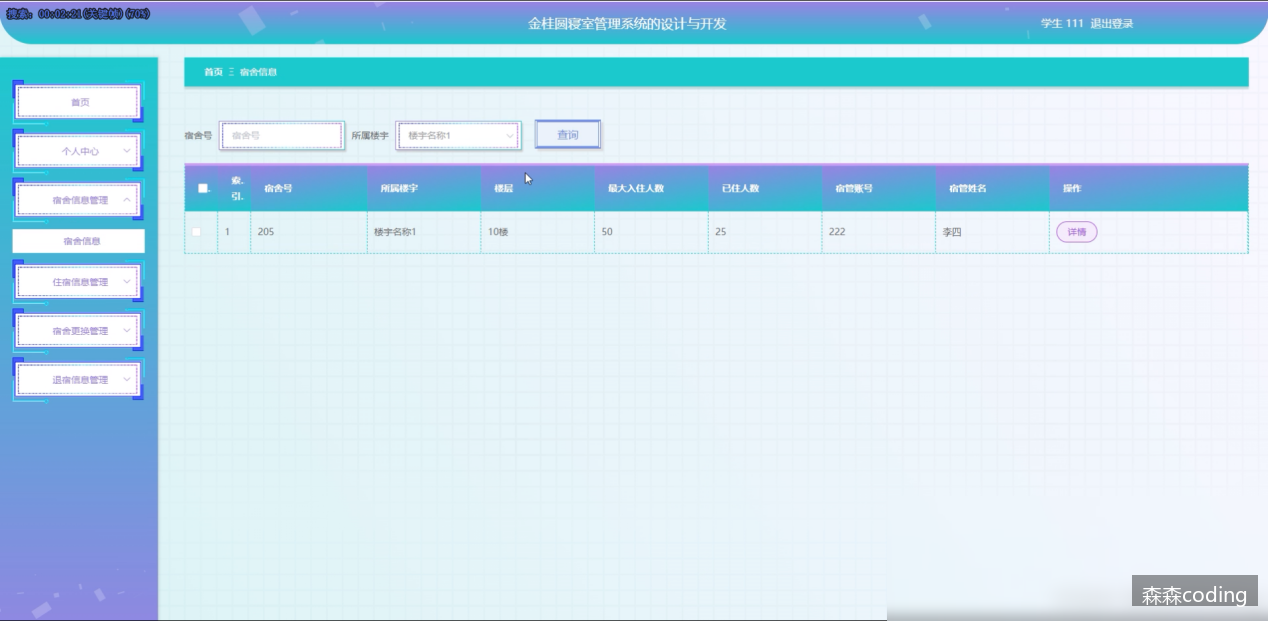 搜索: 00:02:21(关键帧) (70%)
金柱圆寝室管理系统的设计与开发
学生 111 退出登录
首页
个人中心
宿舍信息管理
宿舍信息
住宿信息管理
宿舍更换管理
退宿信息管理
首页 Ξ 宿舍信息
宿舍号 宿舍号 所属楼宇 楼宇名称1 查询
索引 宿舍号 所属楼宇 楼层 最大入住人数 已住人数 宿管账号 宿管姓名 操作
1 205 楼宇名称1 10楼 50 25 222 李四 详情
森森coding